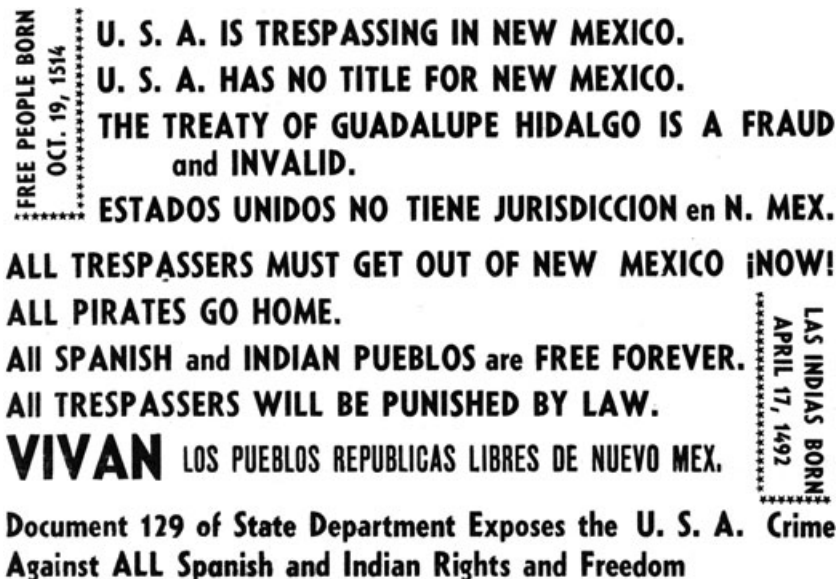 FREE PEOPLE BORN
OCT. 19, 1514
U. S. A. IS TRESPASSING IN NEW MEXICO.
U. S. A. HAS NO TITLE FOR NEW MEXICO.
THE TREATY OF GUADALUPE HIDALGO IS A FRAUD
and INVALID.
ESTADOS UNIDOS NO TIENE JURISDICCION en N. MEX.
ALL TRESPASSERS MUST GET OUT OF NEW MEXICO ¡NOW!
ALL PIRATES GO HOME.
All SPANISH and INDIAN PUEBLOS are FREE FOREVER.
All TRESPASSERS WILL BE PUNISHED BY LAW.
LAS INDIAS BORN
APRIL 17, 1492
VIVAN LOS PUEBLOS REPUBLICAS LIBRES DE NUEVO MEX.
Document 129 of State Department Exposes the U. S. A. Crime
Against ALL Spanish and Indian Rights and Freedom